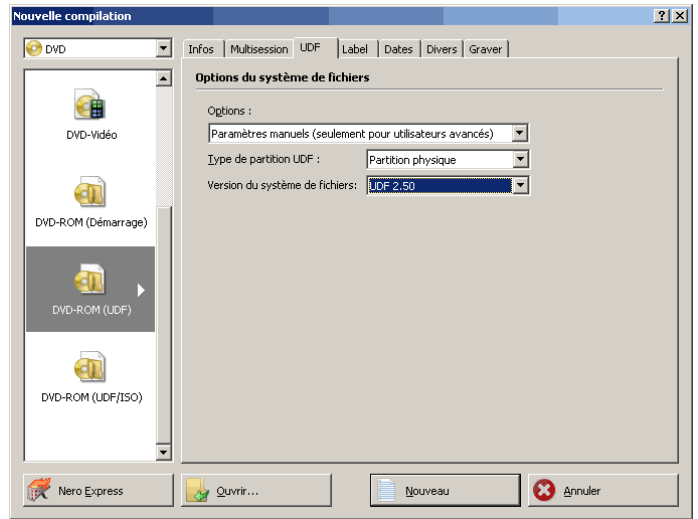 Nouvelle compilation
DVD
Infos Multisession UDF Label Dates Divers Graver
Options du système de fichiers
Options :
Paramètres manuels (seulement pour utilisateurs avancés)
Type de partition UDF : Partition physique
Version du système de fichiers: UDF 2.50
DVD-Vidéo
DVD-ROM (Démarrage)
DVD-ROM (UDF)
DVD-ROM (UDF/ISO)
Nero Express Ouvrir... Nouveau Annuler